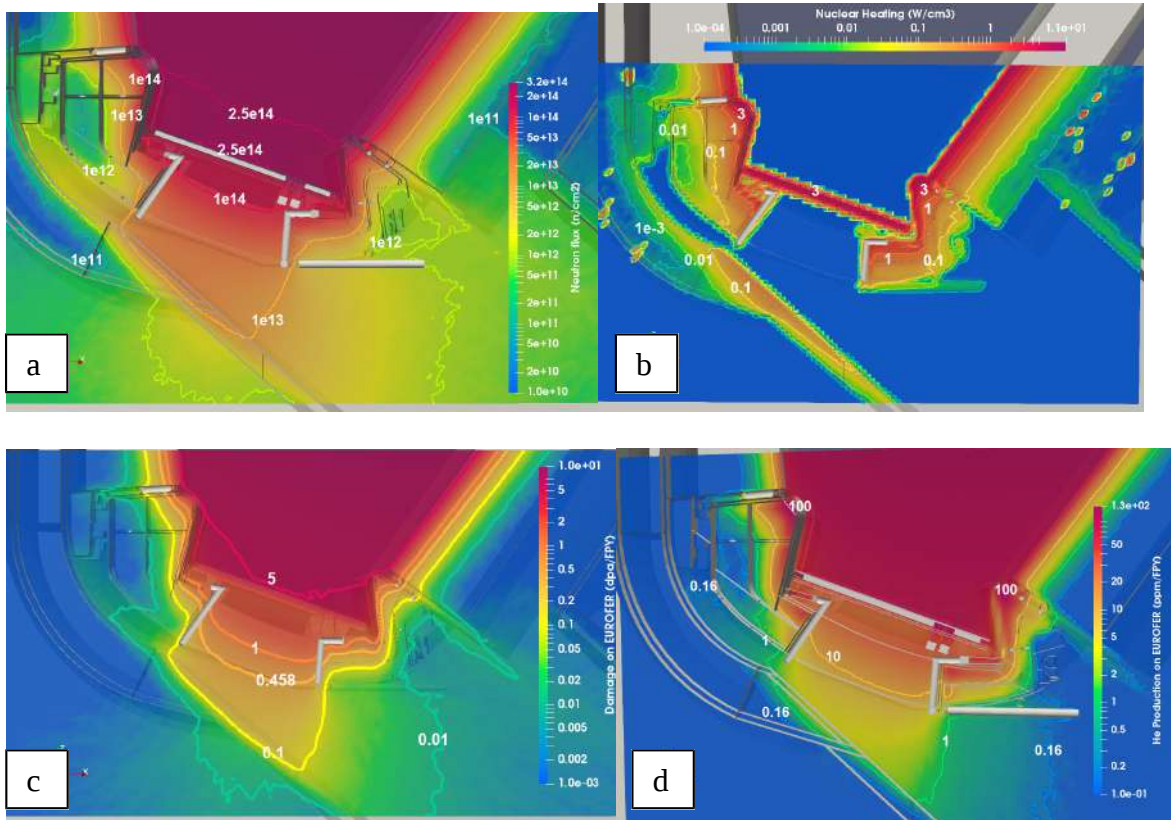 1e14
1e13
2.5e14
2.5e14
1e12
1e14
1e11
1e11
1e12
1e13
3.2e+14
2e+14
1e+14
5e+13
2e+13
1e+13
5e+12
2e+12
1e+12
5e+11
2e+11
1e+11
5e+10
2e+10
1.0e+10
Neutron flux (n/cm2)
a
Nuclear Heating (W/cm3)
1.0e-04
0.001
0.01
0.1
1
1.1e+01
3
1
0.01
0.1
3
3
1
1e-3
0.01
0.1
1
0.1
b
5
1
0.458
0.1
0.01
1.0e+01
5
2
1
0.5
0.2
0.1
0.05
0.02
0.01
0.005
0.002
1.0e-03
Damage on EUROFER (dpa/FPY)
c
100
0.16
100
1
10
0.16
1
0.16
1.3e+02
50
20
10
5
2
1
0.5
0.2
1.0e-01
He Production on EUROFER (ppm/FPY)
d